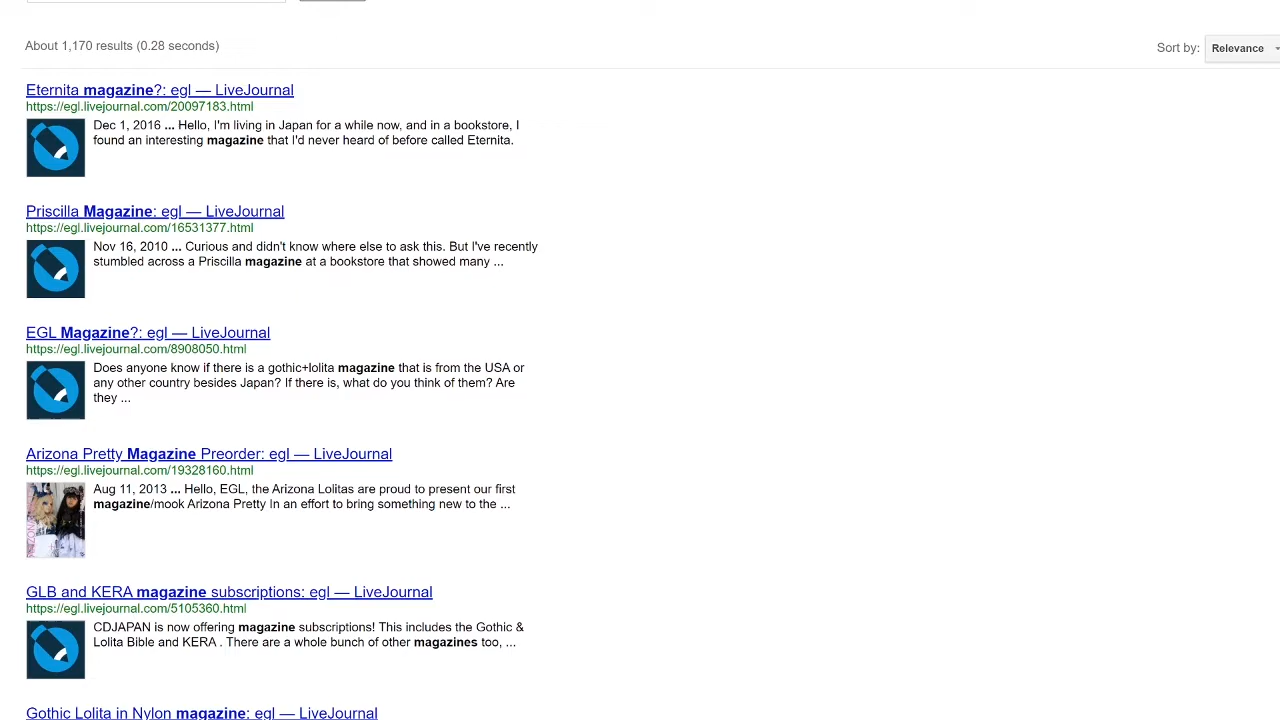 About 1,170 results (0.28 seconds)
Sort by: Relevance
Eternita magazine?: egl — LiveJournal
https://egl.livejournal.com/20097183.html
Dec 1, 2016 ... Hello, I'm living in Japan for a while now, and in a bookstore, I
found an interesting magazine that I'd never heard of before called Eternita.
Priscilla Magazine: egl — LiveJournal
https://egl.livejournal.com/16531377.html
Nov 16, 2010 ... Curious and didn't know where else to ask this. But I've recently
stumbled across a Priscilla magazine at a bookstore that showed many ...
EGL Magazine?: egl — LiveJournal
https://egl.livejournal.com/8908050.html
Does anyone know if there is a gothic+lolita magazine that is from the USA or
any other country besides Japan? If there is, what do you think of them? Are
they ...
Arizona Pretty Magazine Preorder: egl — LiveJournal
https://egl.livejournal.com/19328160.html
Aug 11, 2013 ... Hello, EGL, the Arizona Lolitas are proud to present our first
magazine/mook Arizona Pretty In an effort to bring something new to the ...
GLB and KERA magazine subscriptions: egl — LiveJournal
https://egl.livejournal.com/5105360.html
CDJAPAN is now offering magazine subscriptions! This includes the Gothic &
Lolita Bible and KERA . There are a whole bunch of other magazines too, ...
Gothic Lolita in Nylon magazine: egl — LiveJournal